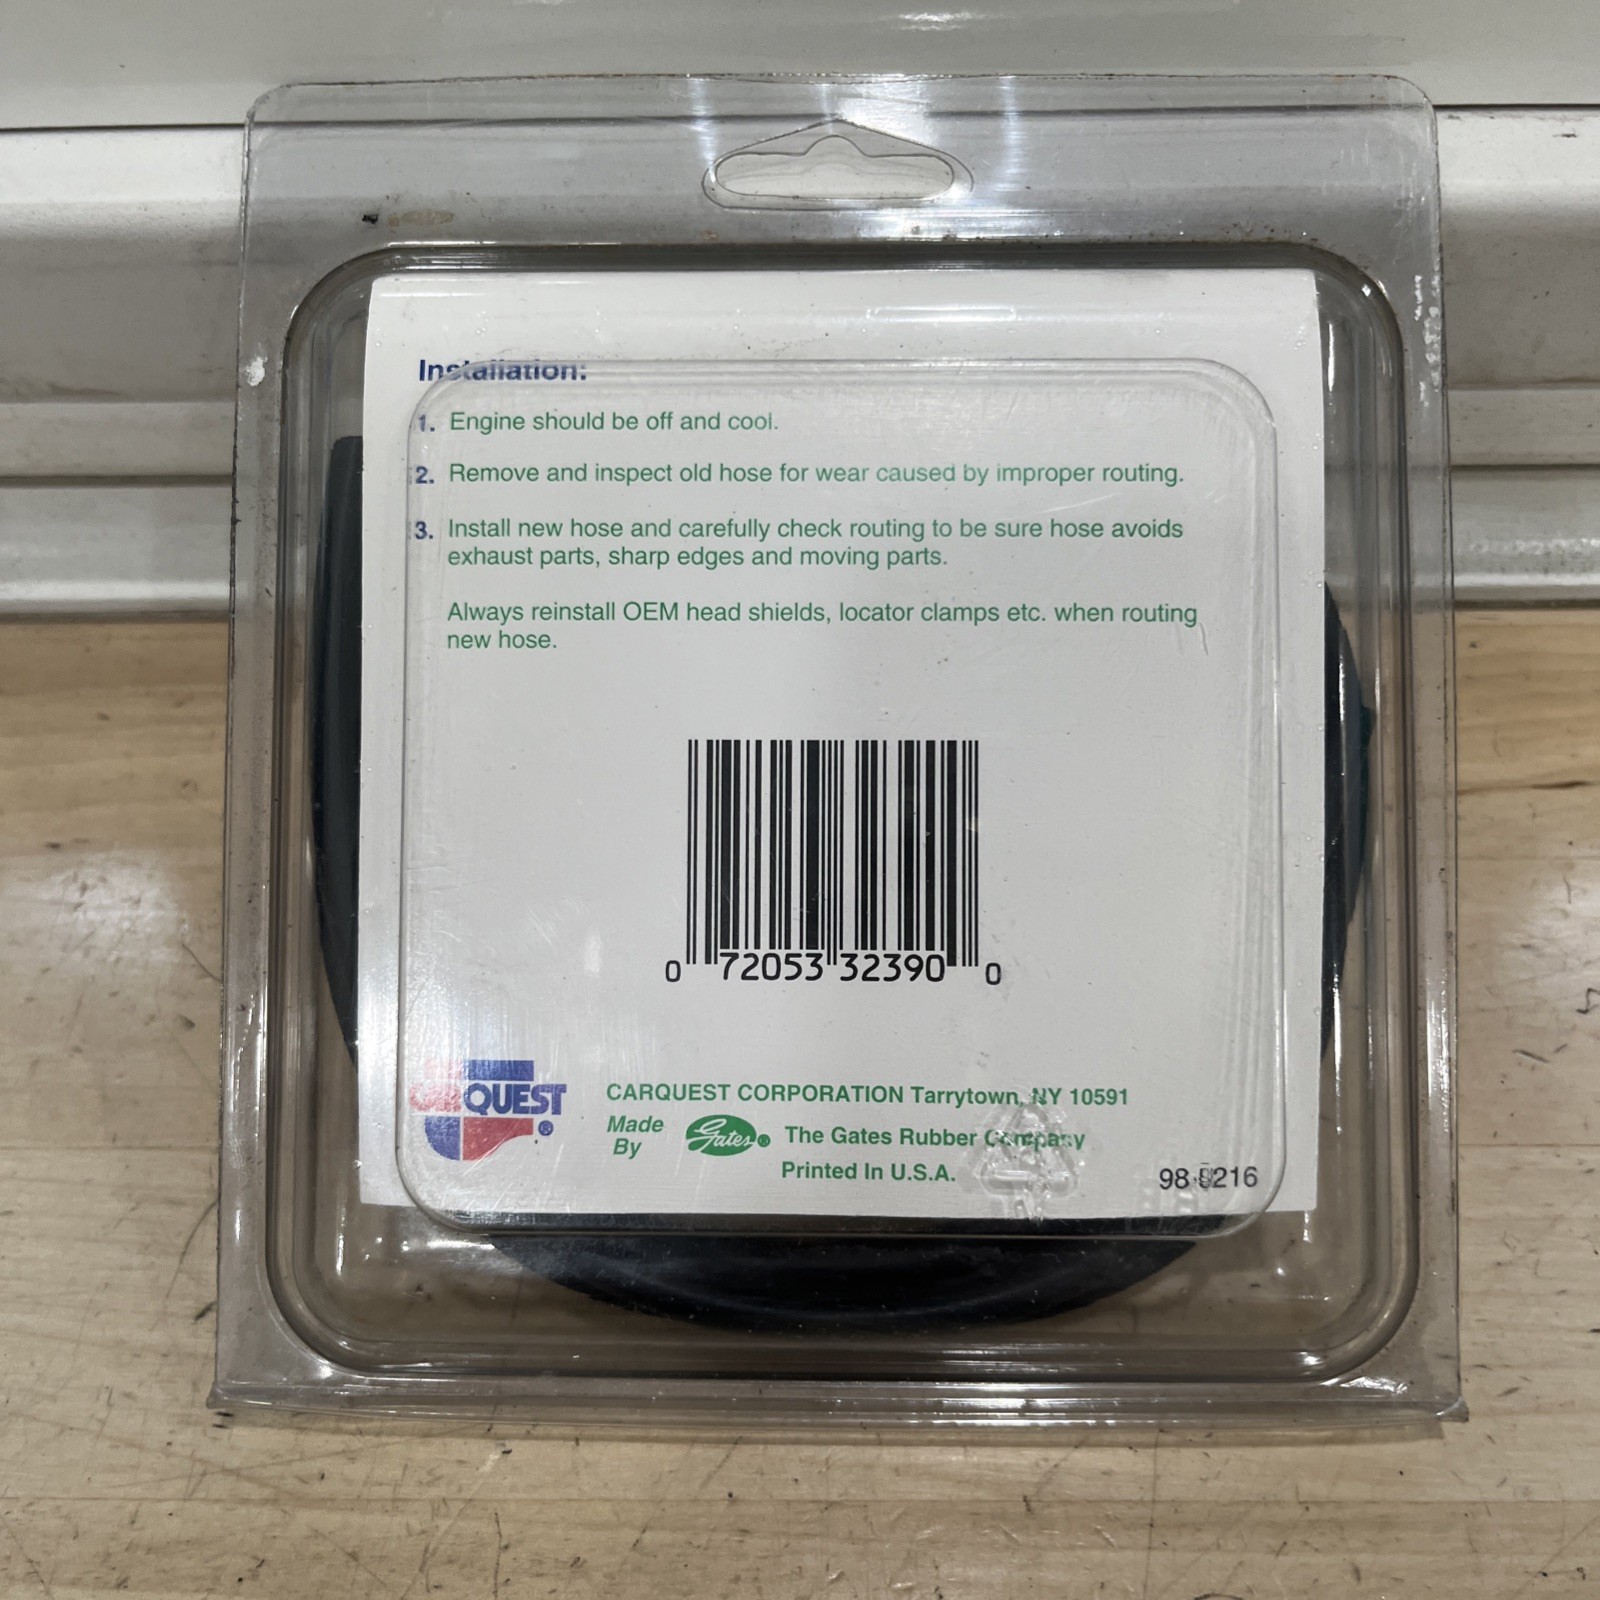 Installation:
1. Engine should be off and cool.
2. Remove and inspect old hose for wear caused by improper routing.
3. Install new hose and carefully check routing to be sure hose avoids
exhaust parts, sharp edges and moving parts.
Always reinstall OEM head shields, locator clamps etc. when routing
new hose.
0 72053 32390 0
CARQUEST®
CARQUEST CORPORATION Tarrytown, NY 10591
Made
By
Gates® The Gates Rubber Company
Printed In U.S.A.